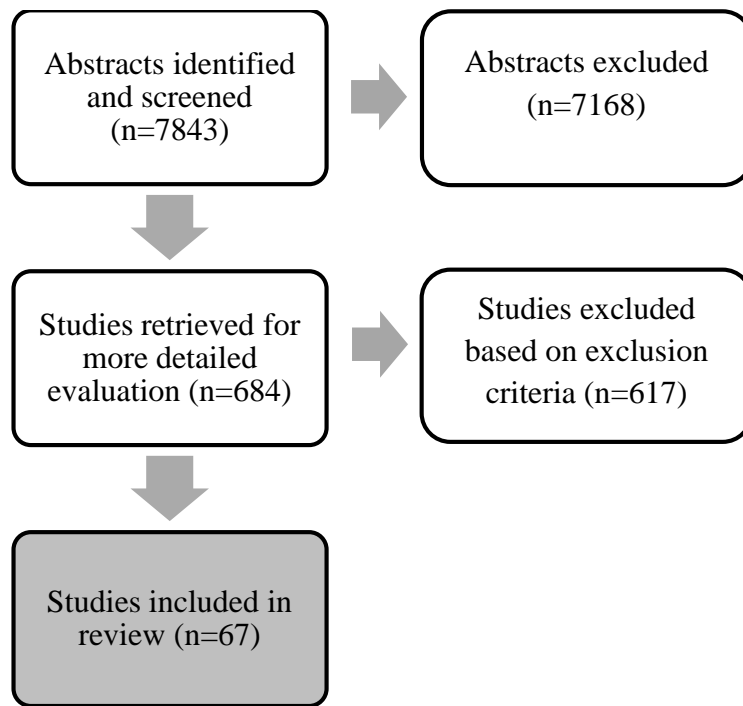 Abstracts identified
and screened
(n=7843)
Abstracts excluded
(n=7168)
Studies retrieved for
more detailed
evaluation (n=684)
Studies excluded
based on exclusion
criteria (n=617)
Studies included in
review (n=67)